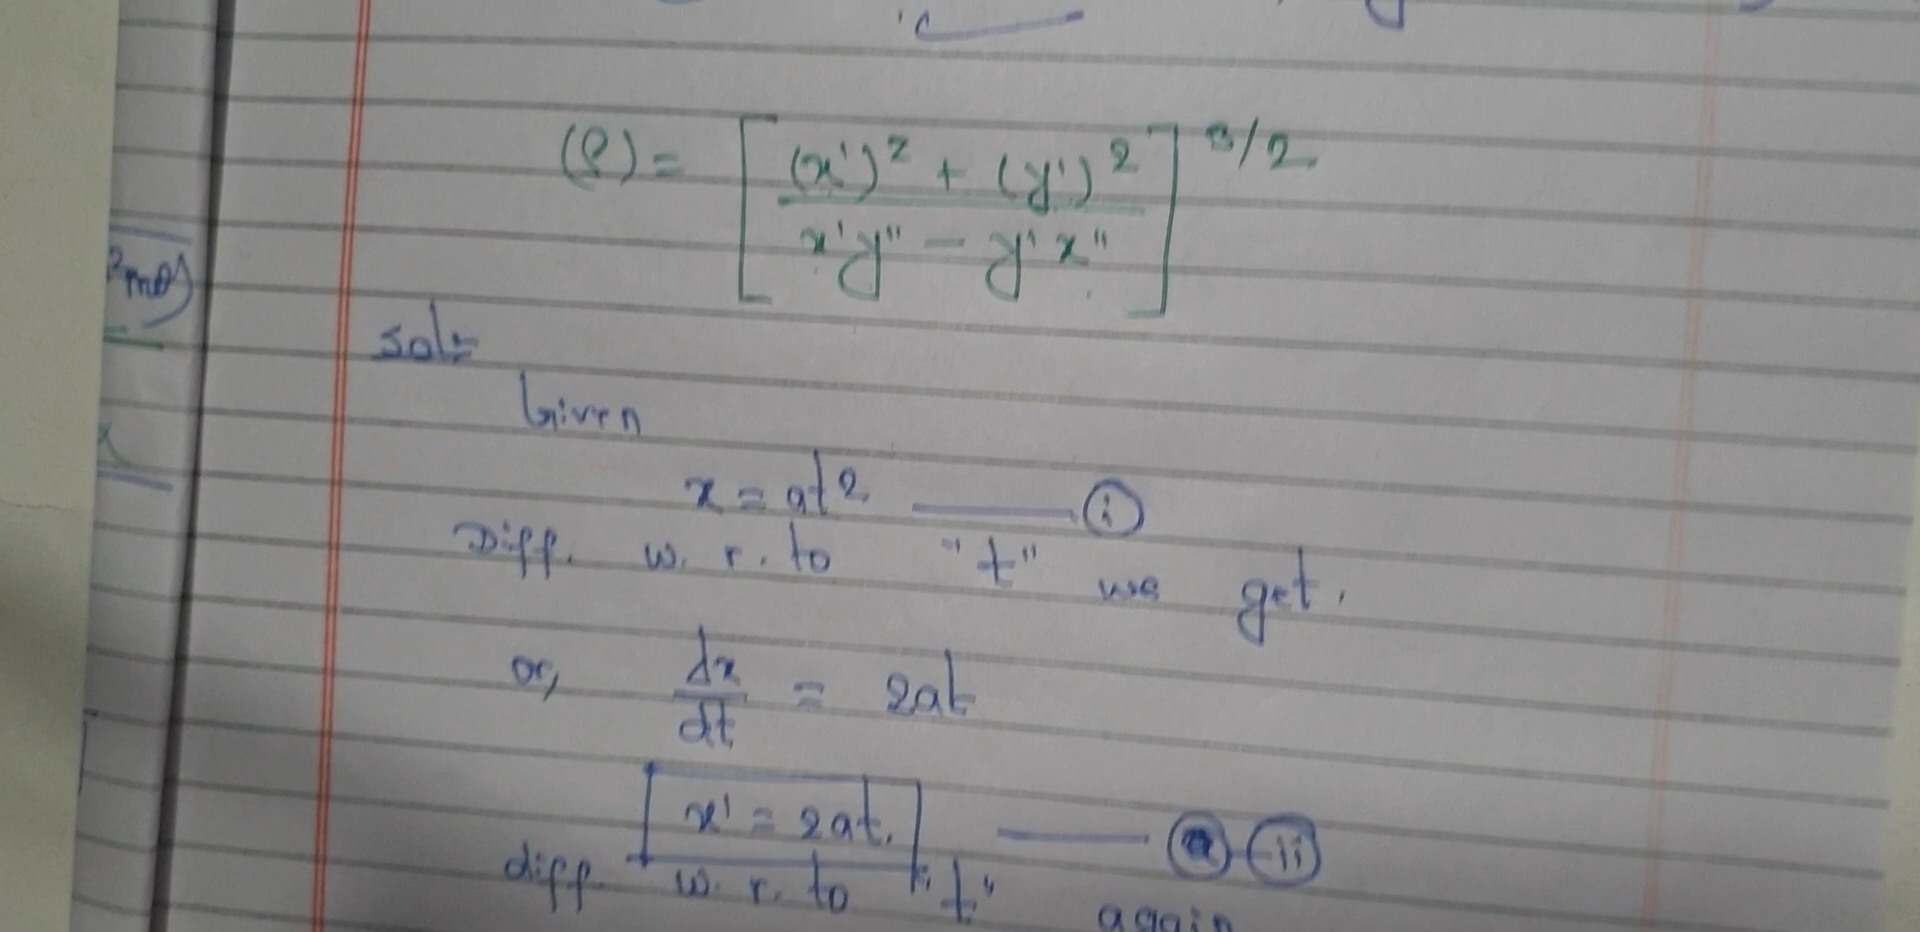 (ρ) = [ (x')² + (y')² / x'y" - y'x" ] 3/2
sol:
Given
x = at² ——— (i)
Diff. w. r. to "t" we get.
or, dx/dt = 2at
x' = 2at. ——— (ii)
diff. w. r. to "t" again